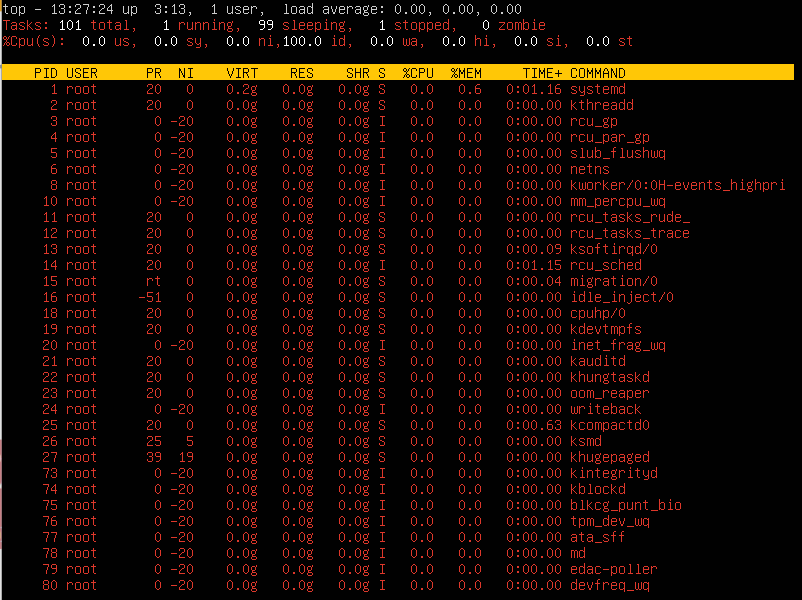 top - 13:27:24 up  3:13,  1 user,  load average: 0.00, 0.00, 0.00
Tasks: 101 total,   1 running,  99 sleeping,   1 stopped,   0 zombie
%Cpu(s):  0.0 us,  0.0 sy,  0.0 ni,100.0 id,  0.0 wa,  0.0 hi,  0.0 si,  0.0 st
PID USER      PR  NI    VIRT    RES    SHR S  %CPU  %MEM     TIME+ COMMAND
1 root      20   0    0.2g   0.0g   0.0g S   0.0   0.6   0:01.16 systemd
2 root      20   0    0.0g   0.0g   0.0g S   0.0   0.0   0:00.00 kthreadd
3 root       0 -20    0.0g   0.0g   0.0g I   0.0   0.0   0:00.00 rcu_gp
4 root       0 -20    0.0g   0.0g   0.0g I   0.0   0.0   0:00.00 rcu_par_gp
5 root       0 -20    0.0g   0.0g   0.0g I   0.0   0.0   0:00.00 slub_flushwq
6 root       0 -20    0.0g   0.0g   0.0g I   0.0   0.0   0:00.00 netns
8 root       0 -20    0.0g   0.0g   0.0g I   0.0   0.0   0:00.00 kworker/0:0H-events_highpri
10 root       0 -20    0.0g   0.0g   0.0g I   0.0   0.0   0:00.00 mm_percpu_wq
11 root      20   0    0.0g   0.0g   0.0g S   0.0   0.0   0:00.00 rcu_tasks_rude_
12 root      20   0    0.0g   0.0g   0.0g S   0.0   0.0   0:00.00 rcu_tasks_trace
13 root      20   0    0.0g   0.0g   0.0g S   0.0   0.0   0:00.09 ksoftirqd/0
14 root      20   0    0.0g   0.0g   0.0g I   0.0   0.0   0:01.15 rcu_sched
15 root      rt   0    0.0g   0.0g   0.0g S   0.0   0.0   0:00.04 migration/0
16 root     -51   0    0.0g   0.0g   0.0g S   0.0   0.0   0:00.00 idle_inject/0
18 root      20   0    0.0g   0.0g   0.0g S   0.0   0.0   0:00.00 cpuhp/0
19 root      20   0    0.0g   0.0g   0.0g S   0.0   0.0   0:00.00 kdevtmpfs
20 root       0 -20    0.0g   0.0g   0.0g I   0.0   0.0   0:00.00 inet_frag_wq
21 root      20   0    0.0g   0.0g   0.0g S   0.0   0.0   0:00.00 kauditd
22 root      20   0    0.0g   0.0g   0.0g S   0.0   0.0   0:00.00 khungtaskd
23 root      20   0    0.0g   0.0g   0.0g S   0.0   0.0   0:00.00 oom_reaper
24 root       0 -20    0.0g   0.0g   0.0g I   0.0   0.0   0:00.00 writeback
25 root      20   0    0.0g   0.0g   0.0g S   0.0   0.0   0:00.63 kcompactd0
26 root      25   5    0.0g   0.0g   0.0g S   0.0   0.0   0:00.00 ksmd
27 root      39  19    0.0g   0.0g   0.0g S   0.0   0.0   0:00.00 khugepaged
73 root       0 -20    0.0g   0.0g   0.0g I   0.0   0.0   0:00.00 kintegrityd
74 root       0 -20    0.0g   0.0g   0.0g I   0.0   0.0   0:00.00 kblockd
75 root       0 -20    0.0g   0.0g   0.0g I   0.0   0.0   0:00.00 blkcg_punt_bio
76 root       0 -20    0.0g   0.0g   0.0g I   0.0   0.0   0:00.00 tpm_dev_wq
77 root       0 -20    0.0g   0.0g   0.0g I   0.0   0.0   0:00.00 ata_sff
78 root       0 -20    0.0g   0.0g   0.0g I   0.0   0.0   0:00.00 md
79 root       0 -20    0.0g   0.0g   0.0g I   0.0   0.0   0:00.00 edac-poller
80 root       0 -20    0.0g   0.0g   0.0g I   0.0   0.0   0:00.00 devfreq_wq